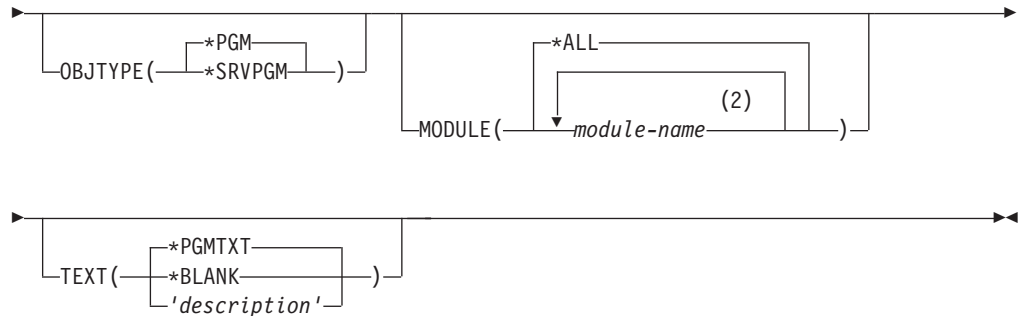 *PGM
OBJTYPE( *SRVPGM )
*ALL
(2)
MODULE( module-name )
*PGMTXT
TEXT( *BLANK )
'description'